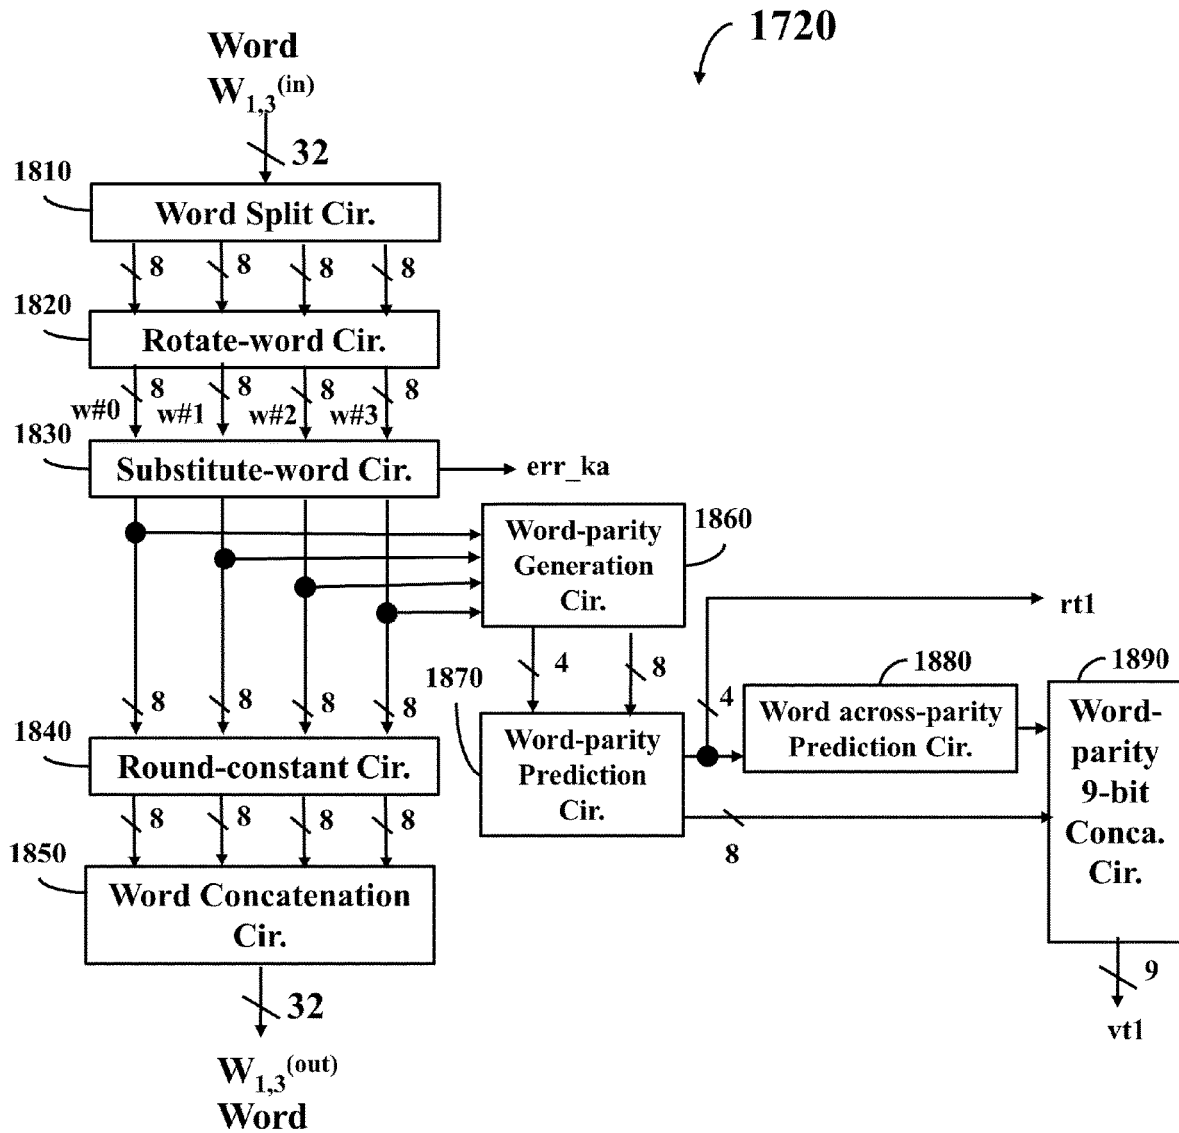 1720
Word
W1,3(in)
32
1810
Word Split Cir.
8 8 8 8
1820
Rotate-word Cir.
8 8 8 8
w#0 w#1 w#2 w#3
1830
Substitute-word Cir.
err_ka
Word-parity
Generation
Cir.
1860
rt1
4 8
1870
Word-parity
Prediction
Cir.
4
1880
Word across-parity
Prediction Cir.
1890
Word-
parity
9-bit
Conca.
Cir.
8
9
vt1
8 8 8 8
1840
Round-constant Cir.
8 8 8 8
1850
Word Concatenation
Cir.
32
W1,3(out)
Word